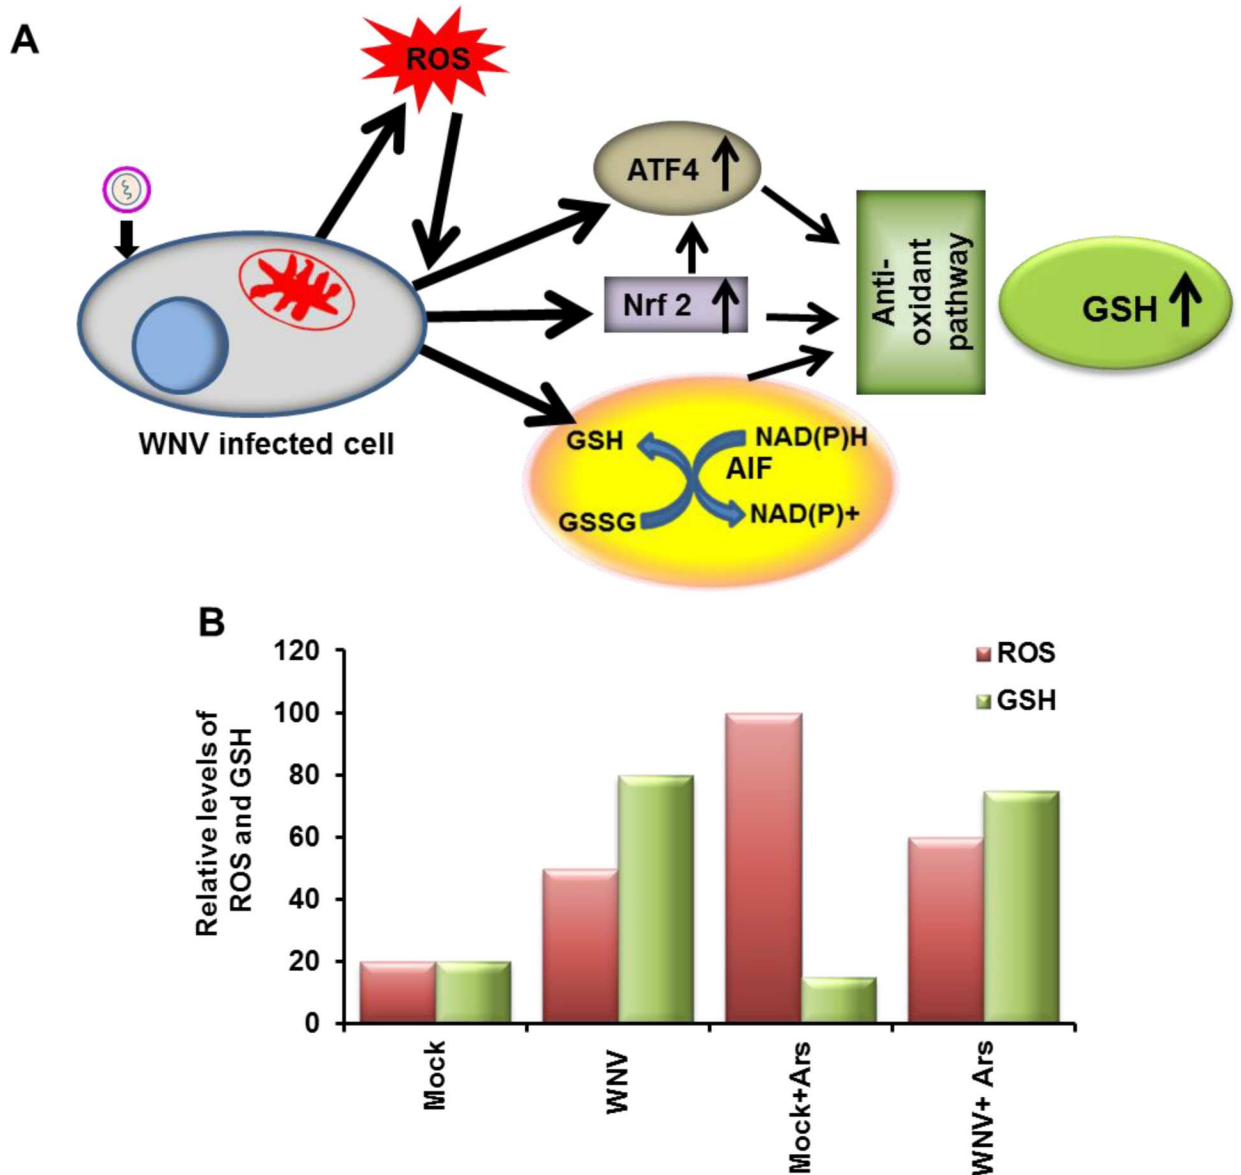 A
ROS
ATF4
Nrf 2
Anti-
oxidant
pathway
GSH
WNV infected cell
GSH
NAD(P)H
AIF
GSSG
NAD(P)+
B
120
100
80
60
40
20
0
Relative levels of
ROS and GSH
ROS
GSH
Mock
WNV
Mock+Ars
WNV+ Ars